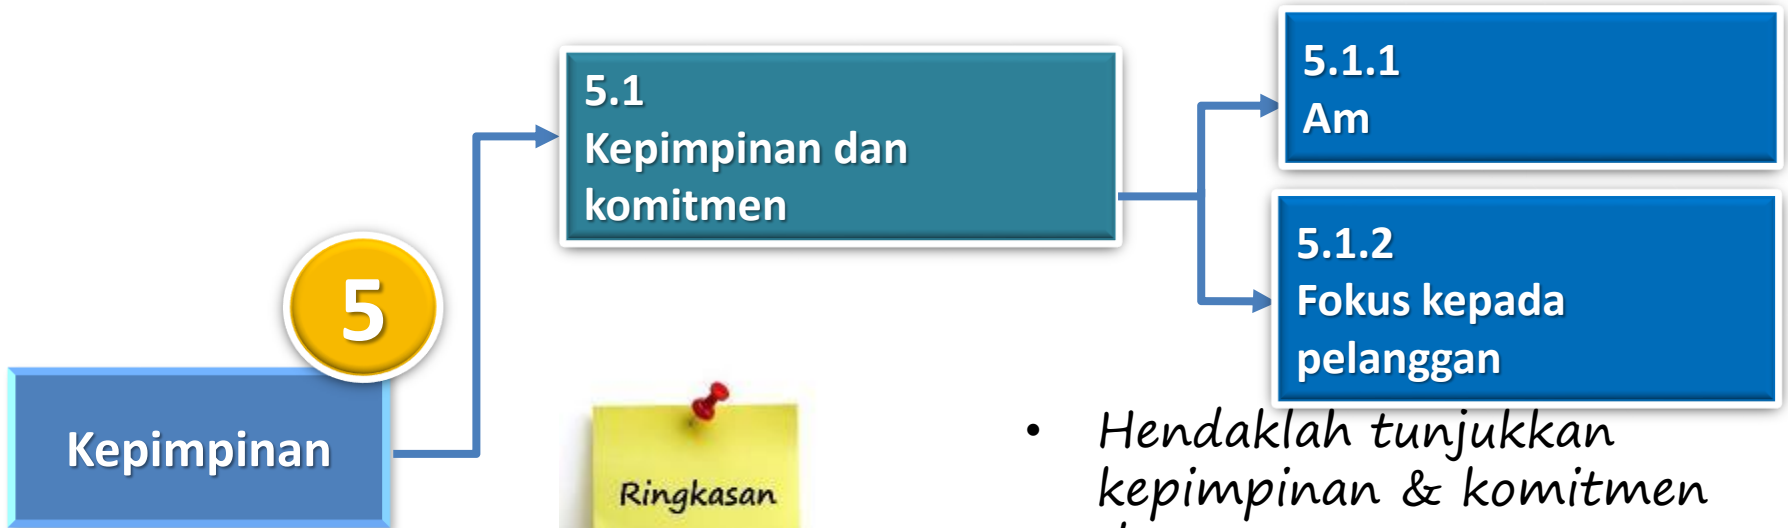 5
Kepimpinan
5.1
Kepimpinan dan
komitmen
5.1.1
Am
5.1.2
Fokus kepada
pelanggan
Ringkasan
• Hendaklah tunjukkan
kepimpinan & komitmen